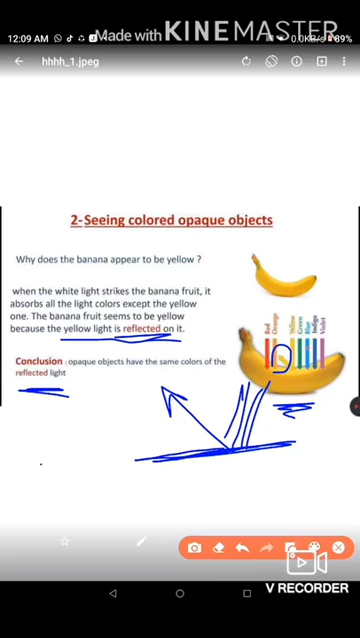 Made with KINEMASTER
12:09 AM
0.0KB/s 89%
hhhh_1.jpeg
2-Seeing colored opaque objects
Why does the banana appear to be yellow ?
when the white light strikes the banana fruit, it
absorbs all the light colors except the yellow
one. The banana fruit seems to be yellow
because the yellow light is reflected on it.
Conclusion : opaque objects have the same colors of the
reflected light
Red
Orange
Yellow
Green
Blue
Indigo
Violet
V RECORDER